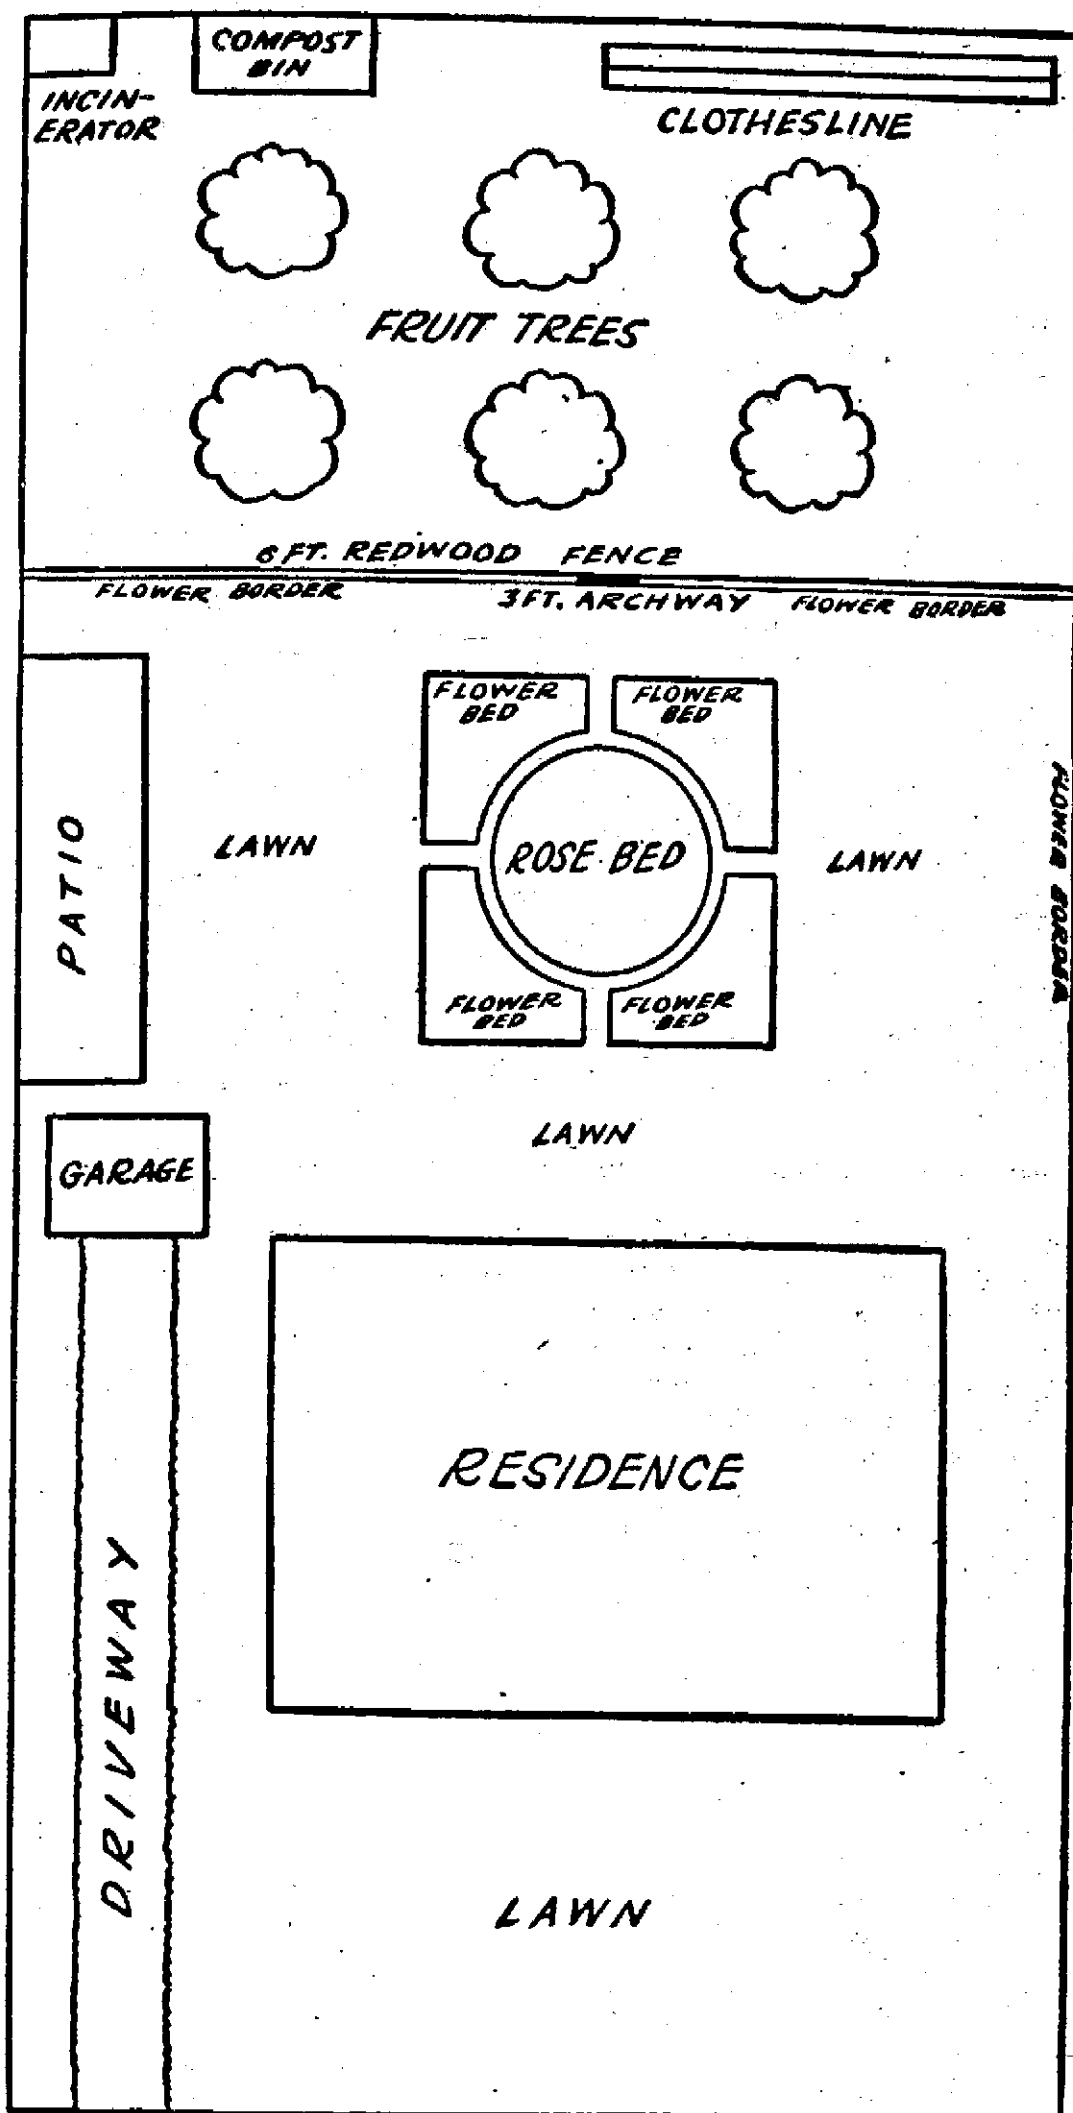 COMPOST
BIN
INCIN-
ERATOR
CLOTHESLINE
FRUIT TREES
6 FT. REDWOOD FENCE
FLOWER BORDER
3 FT. ARCHWAY
FLOWER BORDER
FLOWER
BED
FLOWER
BED
PATIO
LAWN
ROSE BED
LAWN
FLOWER BORDER
FLOWER
BED
FLOWER
BED
LAWN
GARAGE
RESIDENCE
DRIVEWAY
LAWN